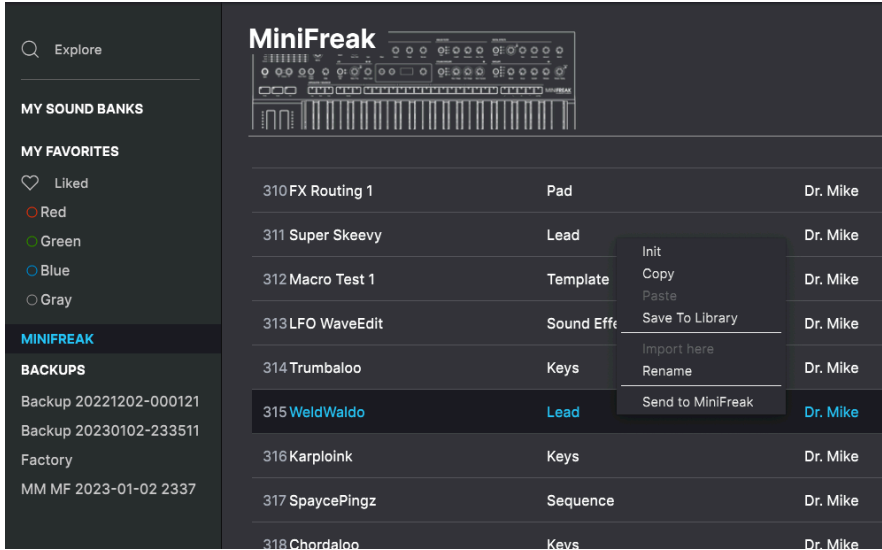 Explore
MY SOUND BANKS
MY FAVORITES
Liked
Red
Green
Blue
Gray
MINIFREAK
BACKUPS
Backup 20221202-000121
Backup 20230102-233511
Factory
MM MF 2023-01-02 2337
MiniFreak
MINIFREAK
310 FX Routing 1 Pad Dr. Mike
311 Super Skeevy Lead Dr. Mike
312 Macro Test 1 Template Dr. Mike
313 LFO WaveEdit Sound Effe Dr. Mike
314 Trumbaloo Keys Dr. Mike
315 WeldWaldo Lead Dr. Mike
316 Karploink Keys Dr. Mike
317 SpaycePingz Sequence Dr. Mike
318 Chordaloo Keys Dr. Mike
Init
Copy
Paste
Save To Library
Import here
Rename
Send to MiniFreak